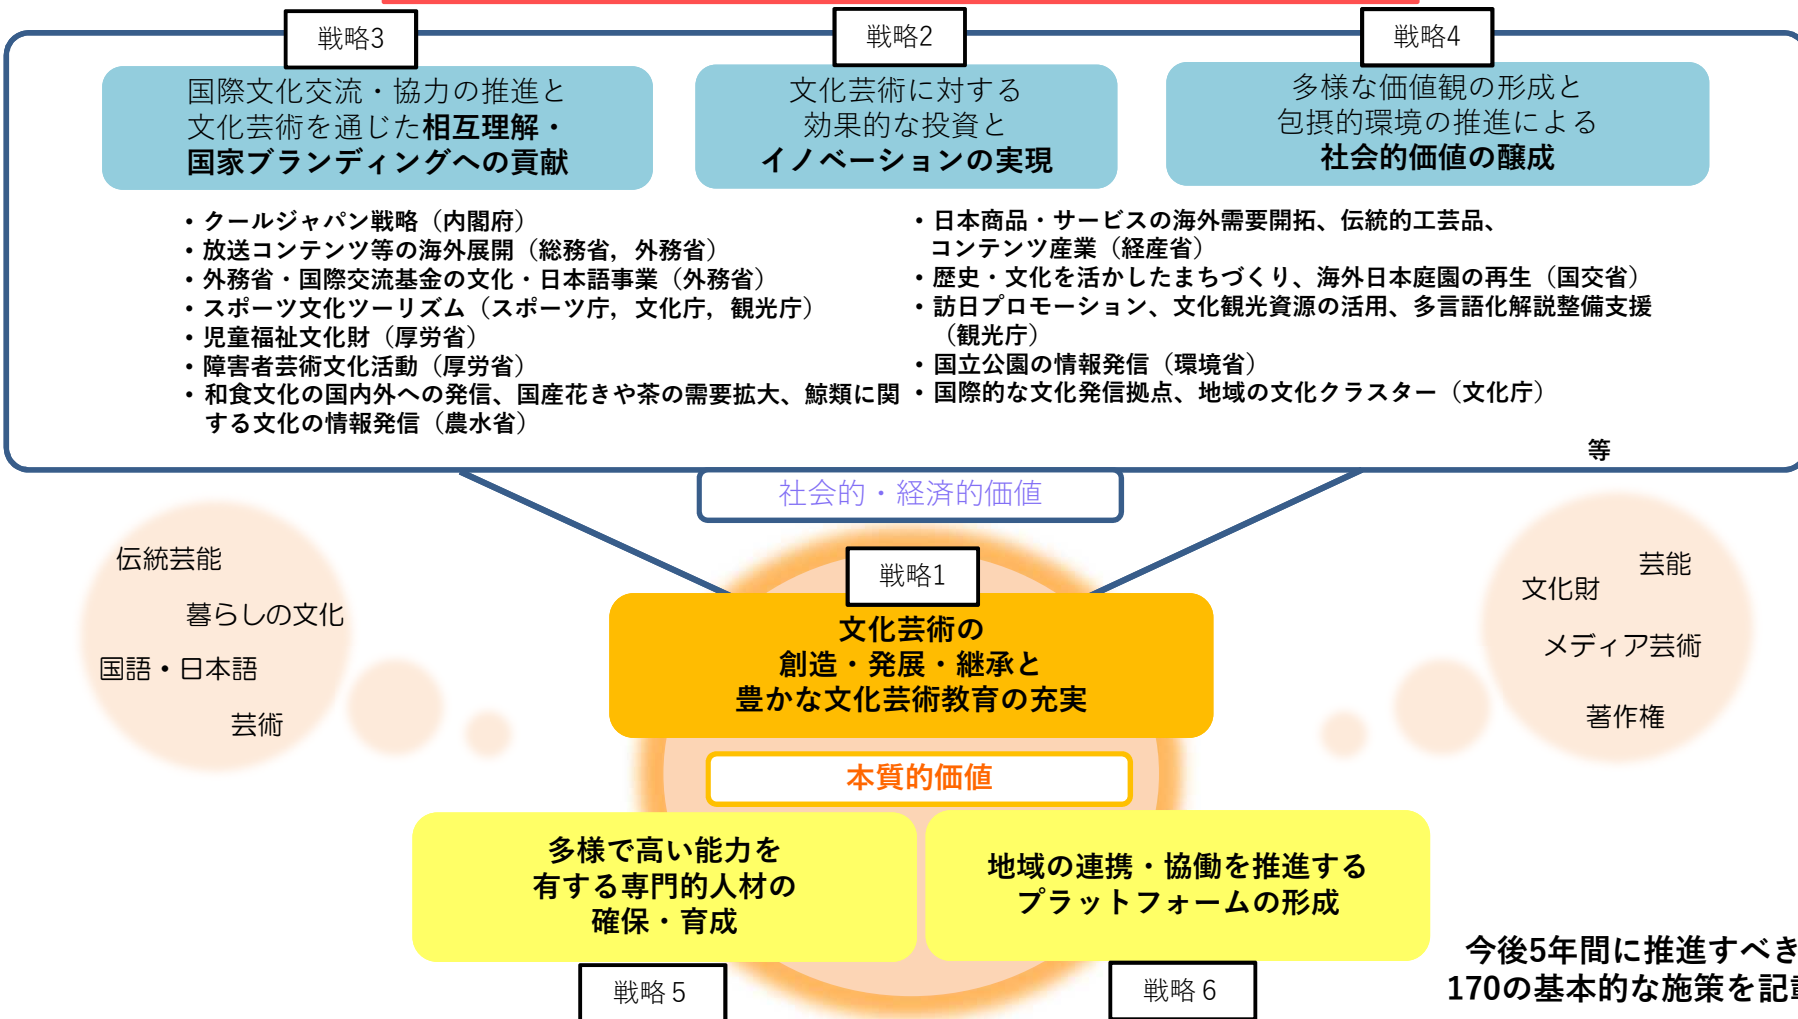 戦略3
戦略2
戦略4
国際文化交流・協力の推進と
文化芸術を通じた相互理解・
国家ブランディングへの貢献
文化芸術に対する
効果的な投資と
イノベーションの実現
多様な価値観の形成と
包摂的環境の推進による
社会的価値の醸成
・クールジャパン戦略（内閣府）
・放送コンテンツ等の海外展開（総務省，外務省）
・外務省・国際交流基金の文化・日本語事業（外務省）
・スポーツ文化ツーリズム（スポーツ庁，文化庁，観光庁）
・児童福祉文化財（厚労省）
・障害者芸術文化活動（厚労省）
・和食文化の国内外への発信、国産花きや茶の需要拡大、鯨類に関
する文化の情報発信（農水省）
・日本商品・サービスの海外需要開拓、伝統的工芸品、
コンテンツ産業（経産省）
・歴史・文化を活かしたまちづくり、海外日本庭園の再生（国交省）
・訪日プロモーション、文化観光資源の活用、多言語化解説整備支援
（観光庁）
・国立公園の情報発信（環境省）
・国際的な文化発信拠点、地域の文化クラスター（文化庁）
等
社会的・経済的価値
伝統芸能
暮らしの文化
国語・日本語
芸術
戦略1
文化芸術の
創造・発展・継承と
豊かな文化芸術教育の充実
本質的価値
芸能
文化財
メディア芸術
著作権
多様で高い能力を
有する専門的人材の
確保・育成
地域の連携・協働を推進する
プラットフォームの形成
戦略５
戦略６
今後5年間に推進すべき
170の基本的な施策を記